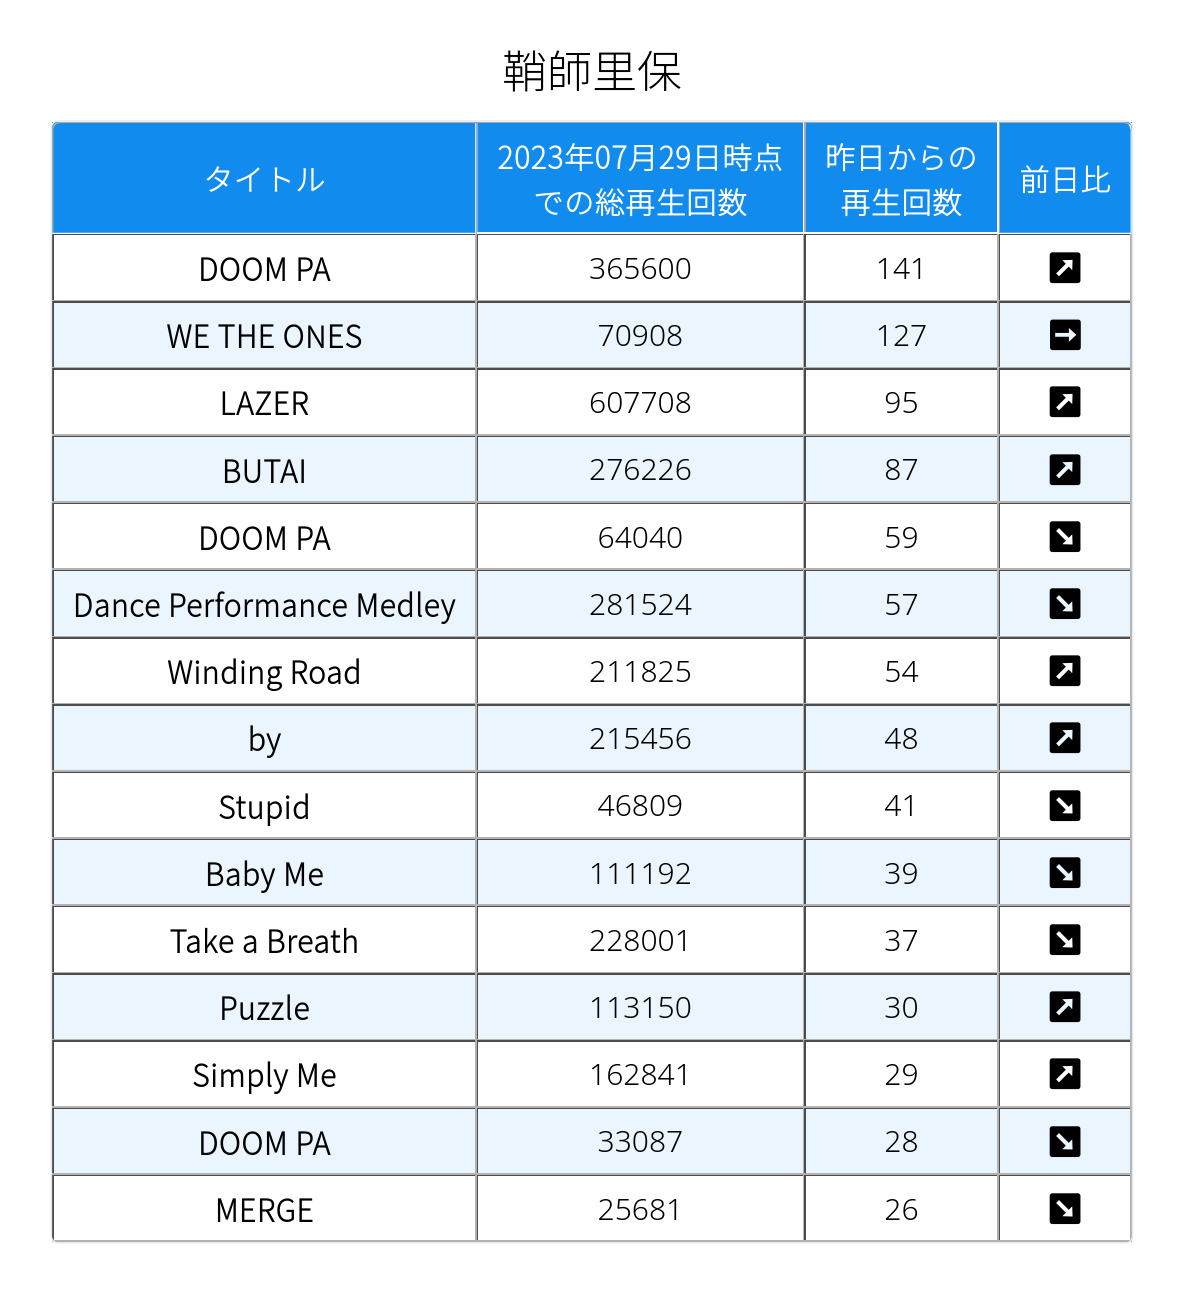 鞘師里保
タイトル 2023年07月29日時点での総再生回数 昨日からの再生回数 前日比
DOOM PA 365600 141 ↗
WE THE ONES 70908 127 →
LAZER 607708 95 ↗
BUTAI 276226 87 ↗
DOOM PA 64040 59 ↘
Dance Performance Medley 281524 57 ↘
Winding Road 211825 54 ↗
by 215456 48 ↗
Stupid 46809 41 ↘
Baby Me 111192 39 ↘
Take a Breath 228001 37 ↘
Puzzle 113150 30 ↗
Simply Me 162841 29 ↗
DOOM PA 33087 28 ↘
MERGE 25681 26 ↘